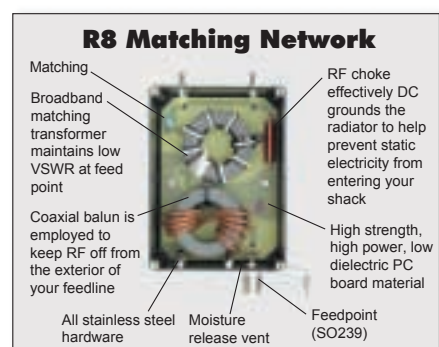 R8 Matching Network
Matching
Broadband
matching
transformer
maintains low
VSWR at feed
point
Coaxial balun is
employed to
keep RF off from
the exterior of
your feedline
All stainless steel
hardware
Moisture
release vent
Feedpoint
(SO239)
RF choke
effectively DC
grounds the
radiator to help
prevent static
electricity from
entering your
shack
High strength,
high power, low
dielectric PC
board material